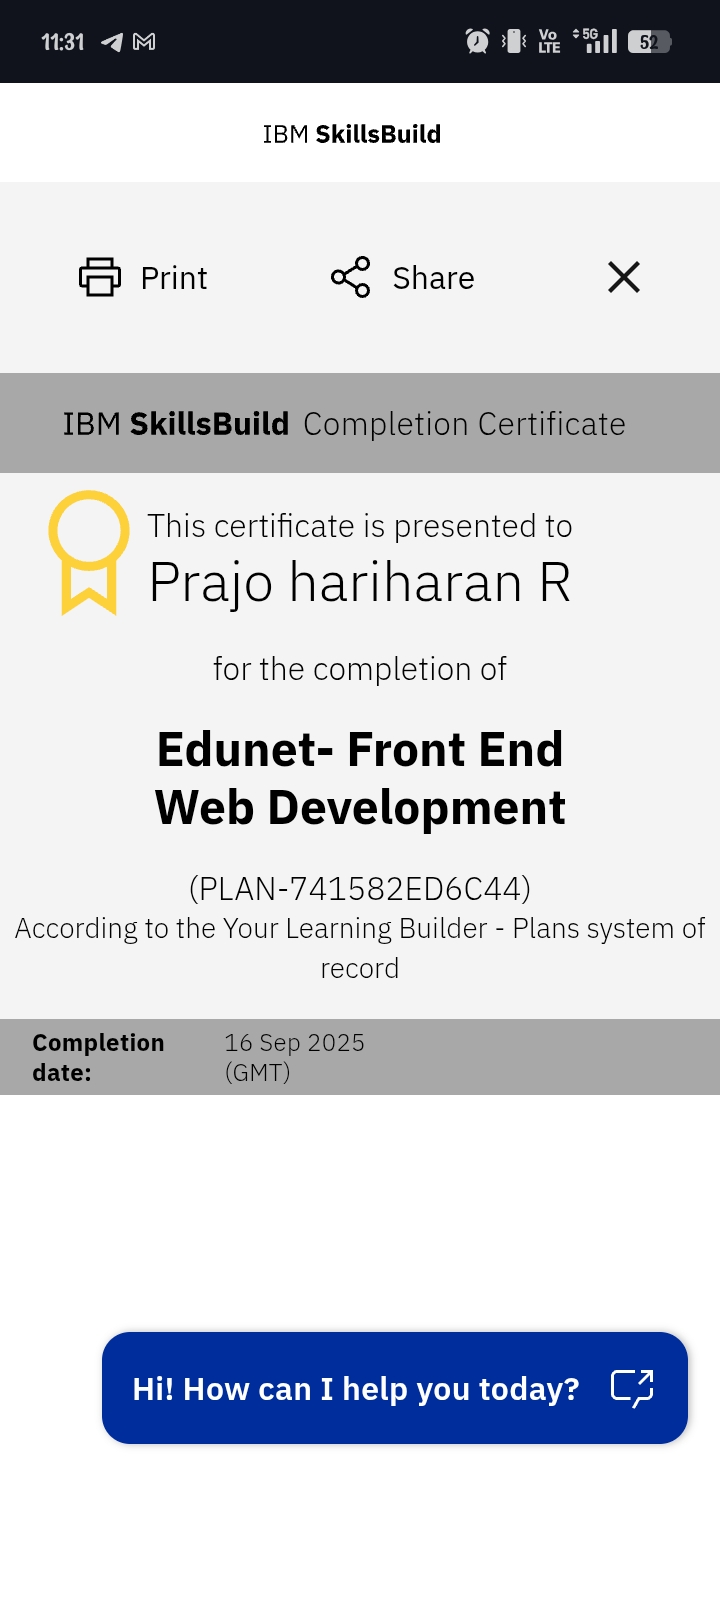 11:31 Vo LTE 5G 52
IBM SkillsBuild
Print Share
IBM SkillsBuild Completion Certificate
This certificate is presented to
Prajo hariharan R
for the completion of
Edunet- Front End
Web Development
(PLAN-741582ED6C44)
According to the Your Learning Builder - Plans system of
record
Completion date: 16 Sep 2025 (GMT)
Hi! How can I help you today?